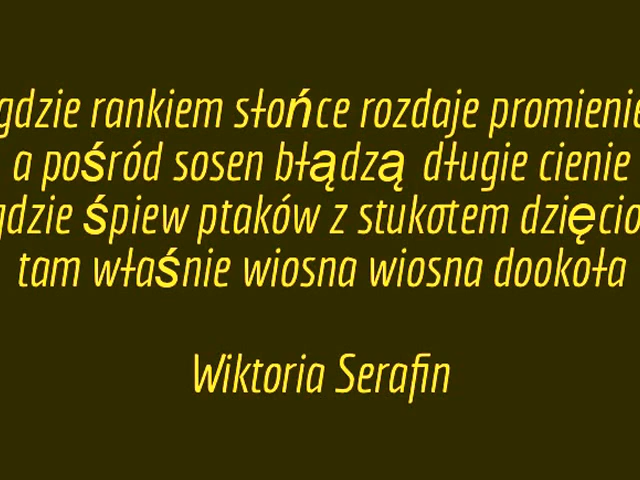 gdzie rankiem słońce rozdaje promienie
a pośród sosen błądzą długie cienie
gdzie śpiew ptaków z stukotem dzięcio
tam właśnie wiosna wiosna dookoła
Wiktoria Serafin